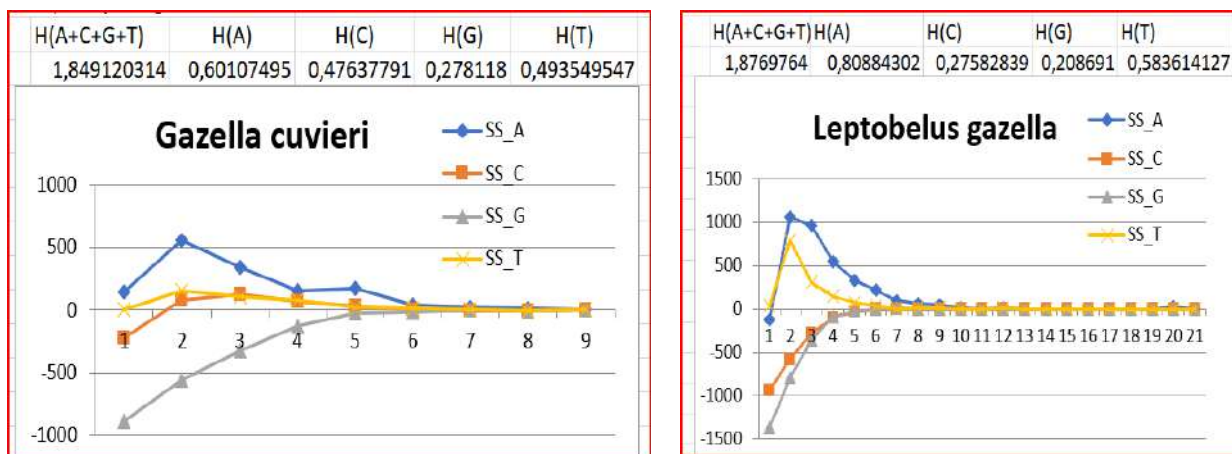 H(A+C+G+T) H(A) H(C) H(G) H(T)
1,849120314 0,60107495 0,47637791 0,278118 0,493549547
Gazella cuvieri
SS_A
SS_C
SS_G
SS_T
1000
500
0
-500
-1000
1 2 3 4 5 6 7 8 9
H(A+C+G+T) H(A) H(C) H(G) H(T)
1,8769764 0,80884302 0,27582839 0,208691 0,583614127
Leptobelus gazella
SS_A
SS_C
SS_G
SS_T
1500
1000
500
0
-500
-1000
-1500
1 2 3 4 5 6 7 8 9 10 11 12 13 14 15 16 17 18 19 20 21